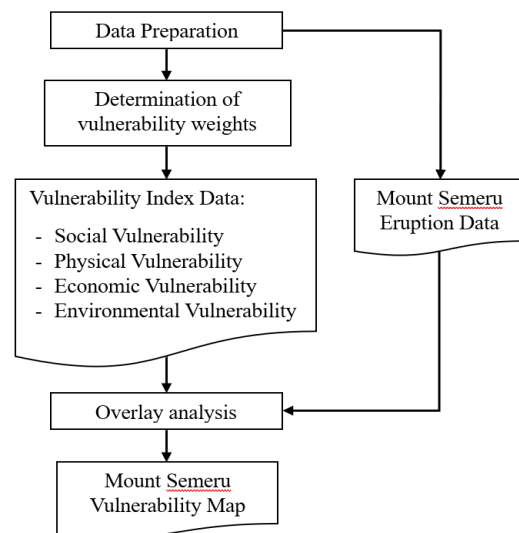 Data Preparation
Determination of
vulnerability weights
Vulnerability Index Data:
- Social Vulnerability
- Physical Vulnerability
- Economic Vulnerability
- Environmental Vulnerability
Mount Semeru
Eruption Data
Overlay analysis
Mount Semeru
Vulnerability Map